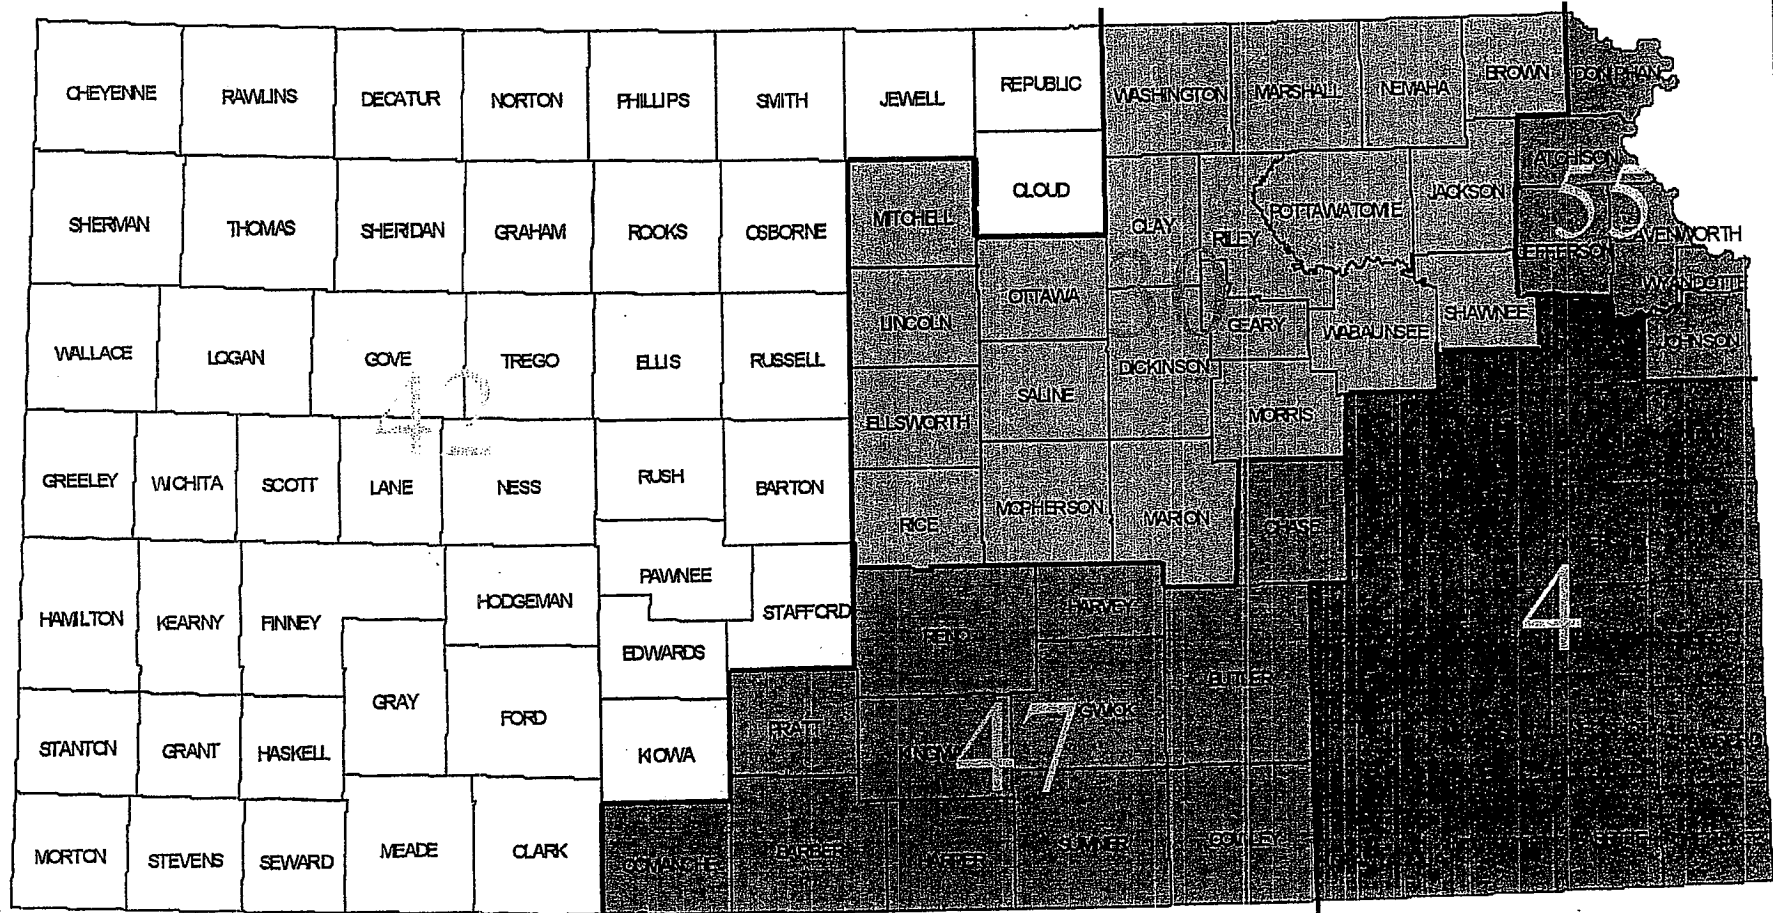 CHEYENNE
RAWLINS
DECATUR
NORTON
PHILLIPS
SMITH
JEWELL
REPUBLIC
WASHINGTON
MARSHALL
NEMAHA
BROWN
DONIPHAN
CLOUD
MITCHELL
CLAY
RILEY
POTTAWATOMIE
JACKSON
ATCHISON
55
JEFFERSON
LEAVENWORTH
SHERMAN
THOMAS
SHERIDAN
GRAHAM
ROOKS
OSBORNE
OTTAWA
LINCOLN
GEARY
WABAUNSEE
SHAWNEE
WYANDOTTE
JOHNSON
WALLACE
LOGAN
GOVE
TREGO
ELLIS
RUSSELL
42
SALINE
DICKINSON
ELLSWORTH
MORRIS
GREELEY
WICHITA
SCOTT
LANE
NESS
RUSH
BARTON
RICE
MCPHERSON
MARION
CHASE
PAWNEE
STAFFORD
HAMILTON
KEARNY
FINNEY
HODGEMAN
EDWARDS
RENO
HARVEY
4
GRAY
FORD
BUTLER
STANTON
GRANT
HASKELL
KIOWA
PRATT
KINGMA
47
GWICK
MORTON
STEVENS
SEWARD
MEADE
CLARK
COMANCHE
BARBER
HARPER
SUMNER
COWLEY